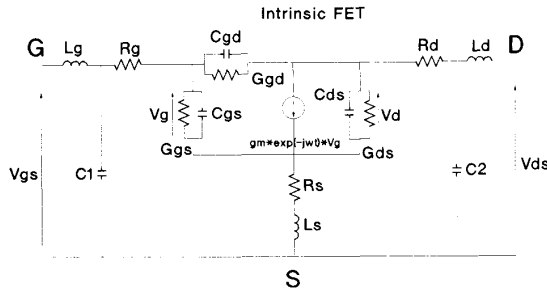 Intrinsic FET
G Lg Rg Cgd Ggd Rd Ld D
Vg Cgs Cds Vd
Ggs gm*exp(-jwt)*Vg Gds
Vgs C1 Rs C2 Vds
Ls
S